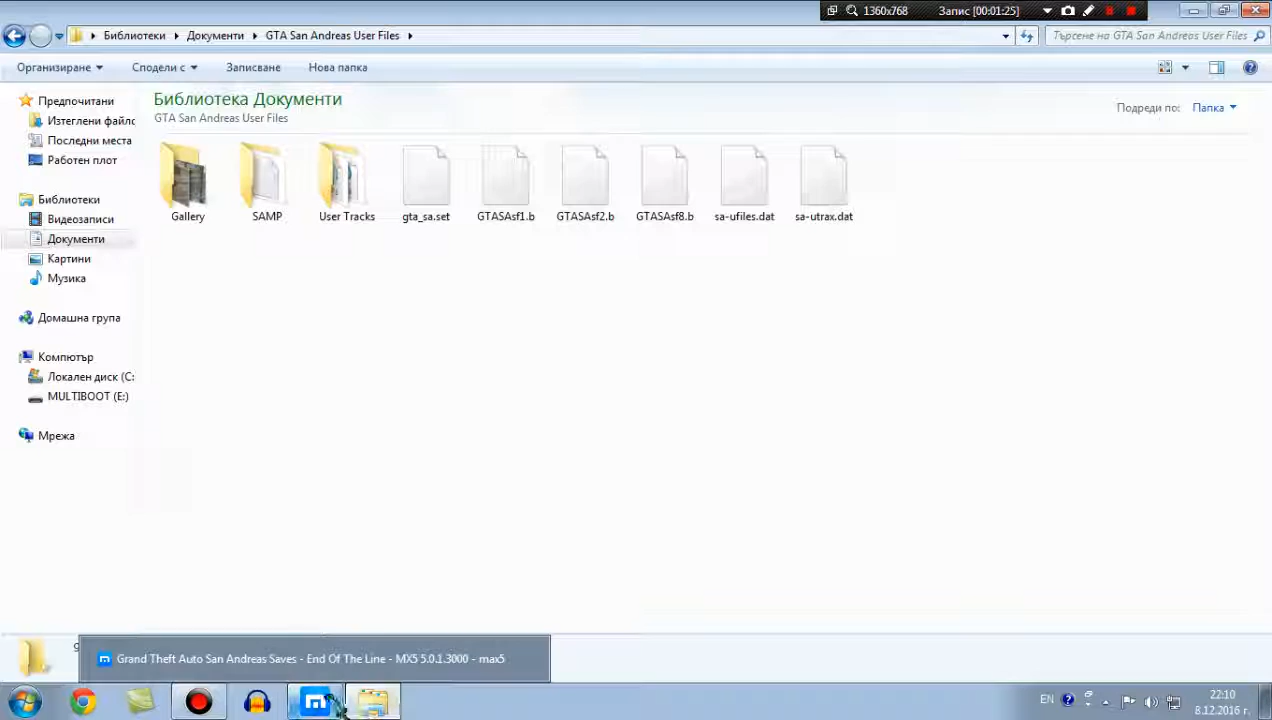 1360x768 Запис [00:01:25]
Библиотеки Документи GTA San Andreas User Files
Търсене на GTA San Andreas User Files
Организиране Сподели с Записване Нова папка
Предпочитани
Изтеглени файло
Последни места
Работен плот
Библиотеки
Видеозаписи
Документи
Картини
Музика
Домашна група
Компютър
Локален диск (C:
MULTIBOOT (E:)
Мрежа
Библиотека Документи
GTA San Andreas User Files
Подреди по: Папка
Gallery SAMP User Tracks gta_sa.set GTASAsf1.b GTASAsf2.b GTASAsf8.b sa-ufiles.dat sa-utrax.dat
9
Grand Theft Auto San Andreas Saves - End Of The Line - MX5 5.0.1.3000 - max5
EN
22:10
8.12.2016 г.